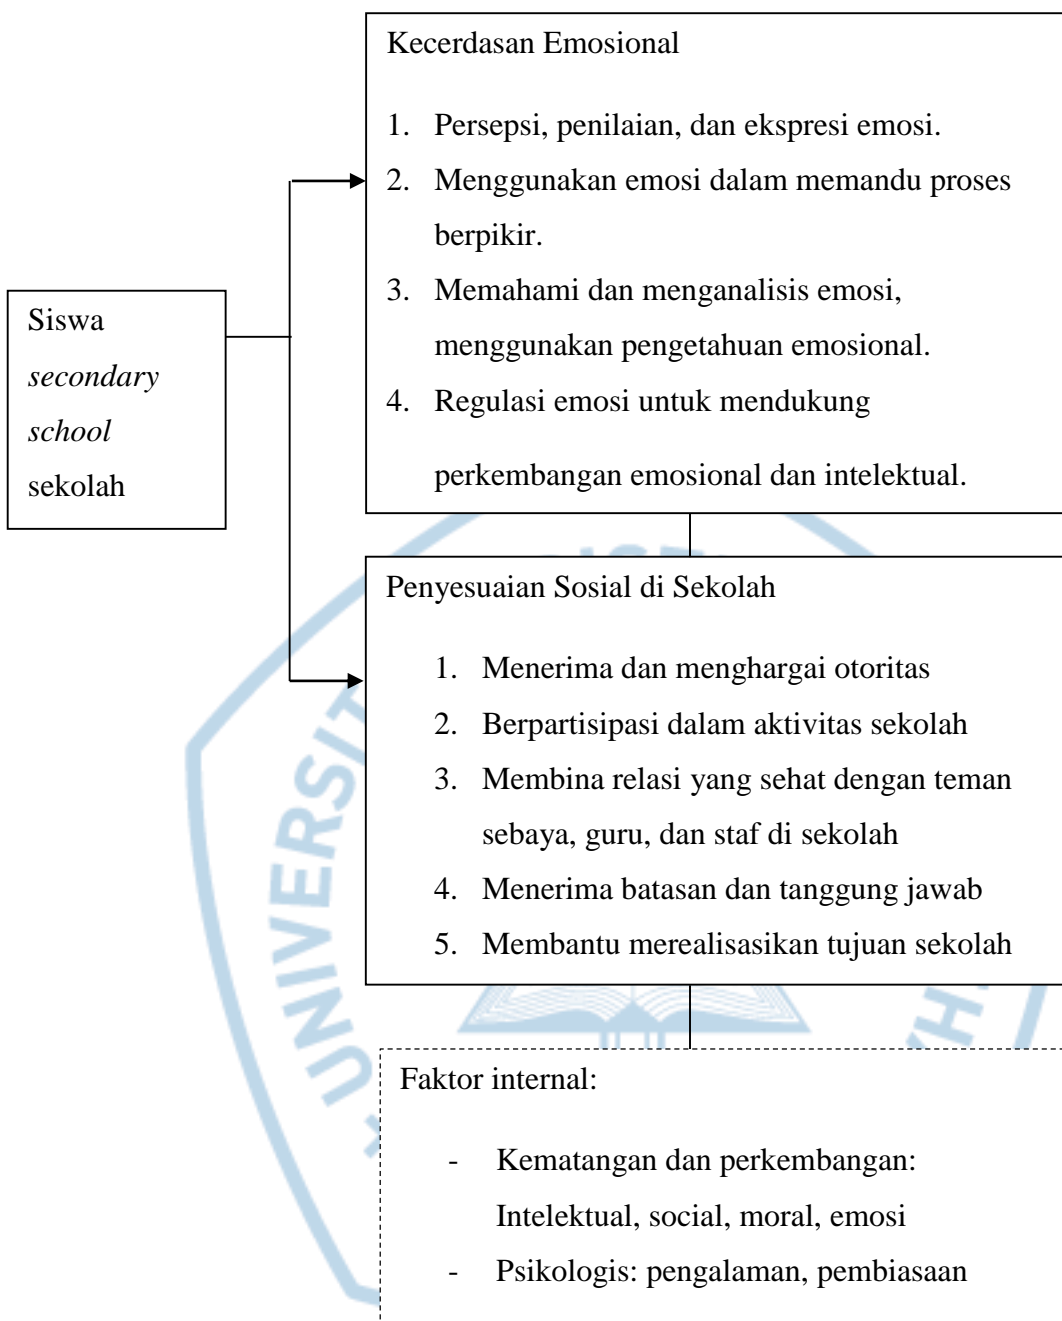 Kecerdasan Emosional
1. Persepsi, penilaian, dan ekspresi emosi.
2. Menggunakan emosi dalam memandu proses
berpikir.
3. Memahami dan menganalisis emosi,
menggunakan pengetahuan emosional.
4. Regulasi emosi untuk mendukung
perkembangan emosional dan intelektual.
Siswa
secondary
school
sekolah
Penyesuaian Sosial di Sekolah
1. Menerima dan menghargai otoritas
2. Berpartisipasi dalam aktivitas sekolah
3. Membina relasi yang sehat dengan teman
sebaya, guru, dan staf di sekolah
4. Menerima batasan dan tanggung jawab
5. Membantu merealisasikan tujuan sekolah
Faktor internal:
- Kematangan dan perkembangan:
Intelektual, social, moral, emosi
- Psikologis: pengalaman, pembiasaan